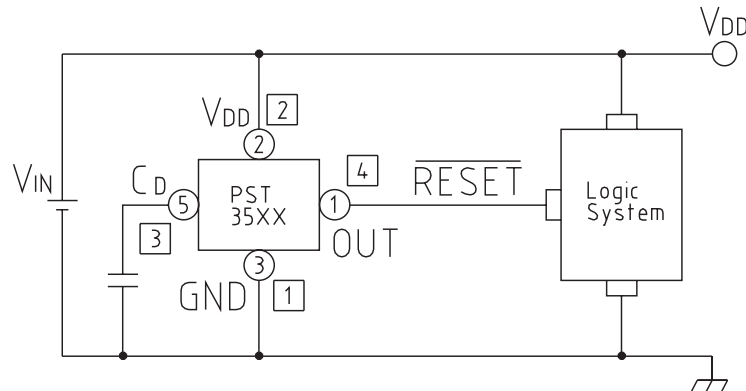 VDD
VDD 2
2
VIN
CD 5
PST
35XX
1
4
RESET
Logic
System
3
OUT
3
GND 1